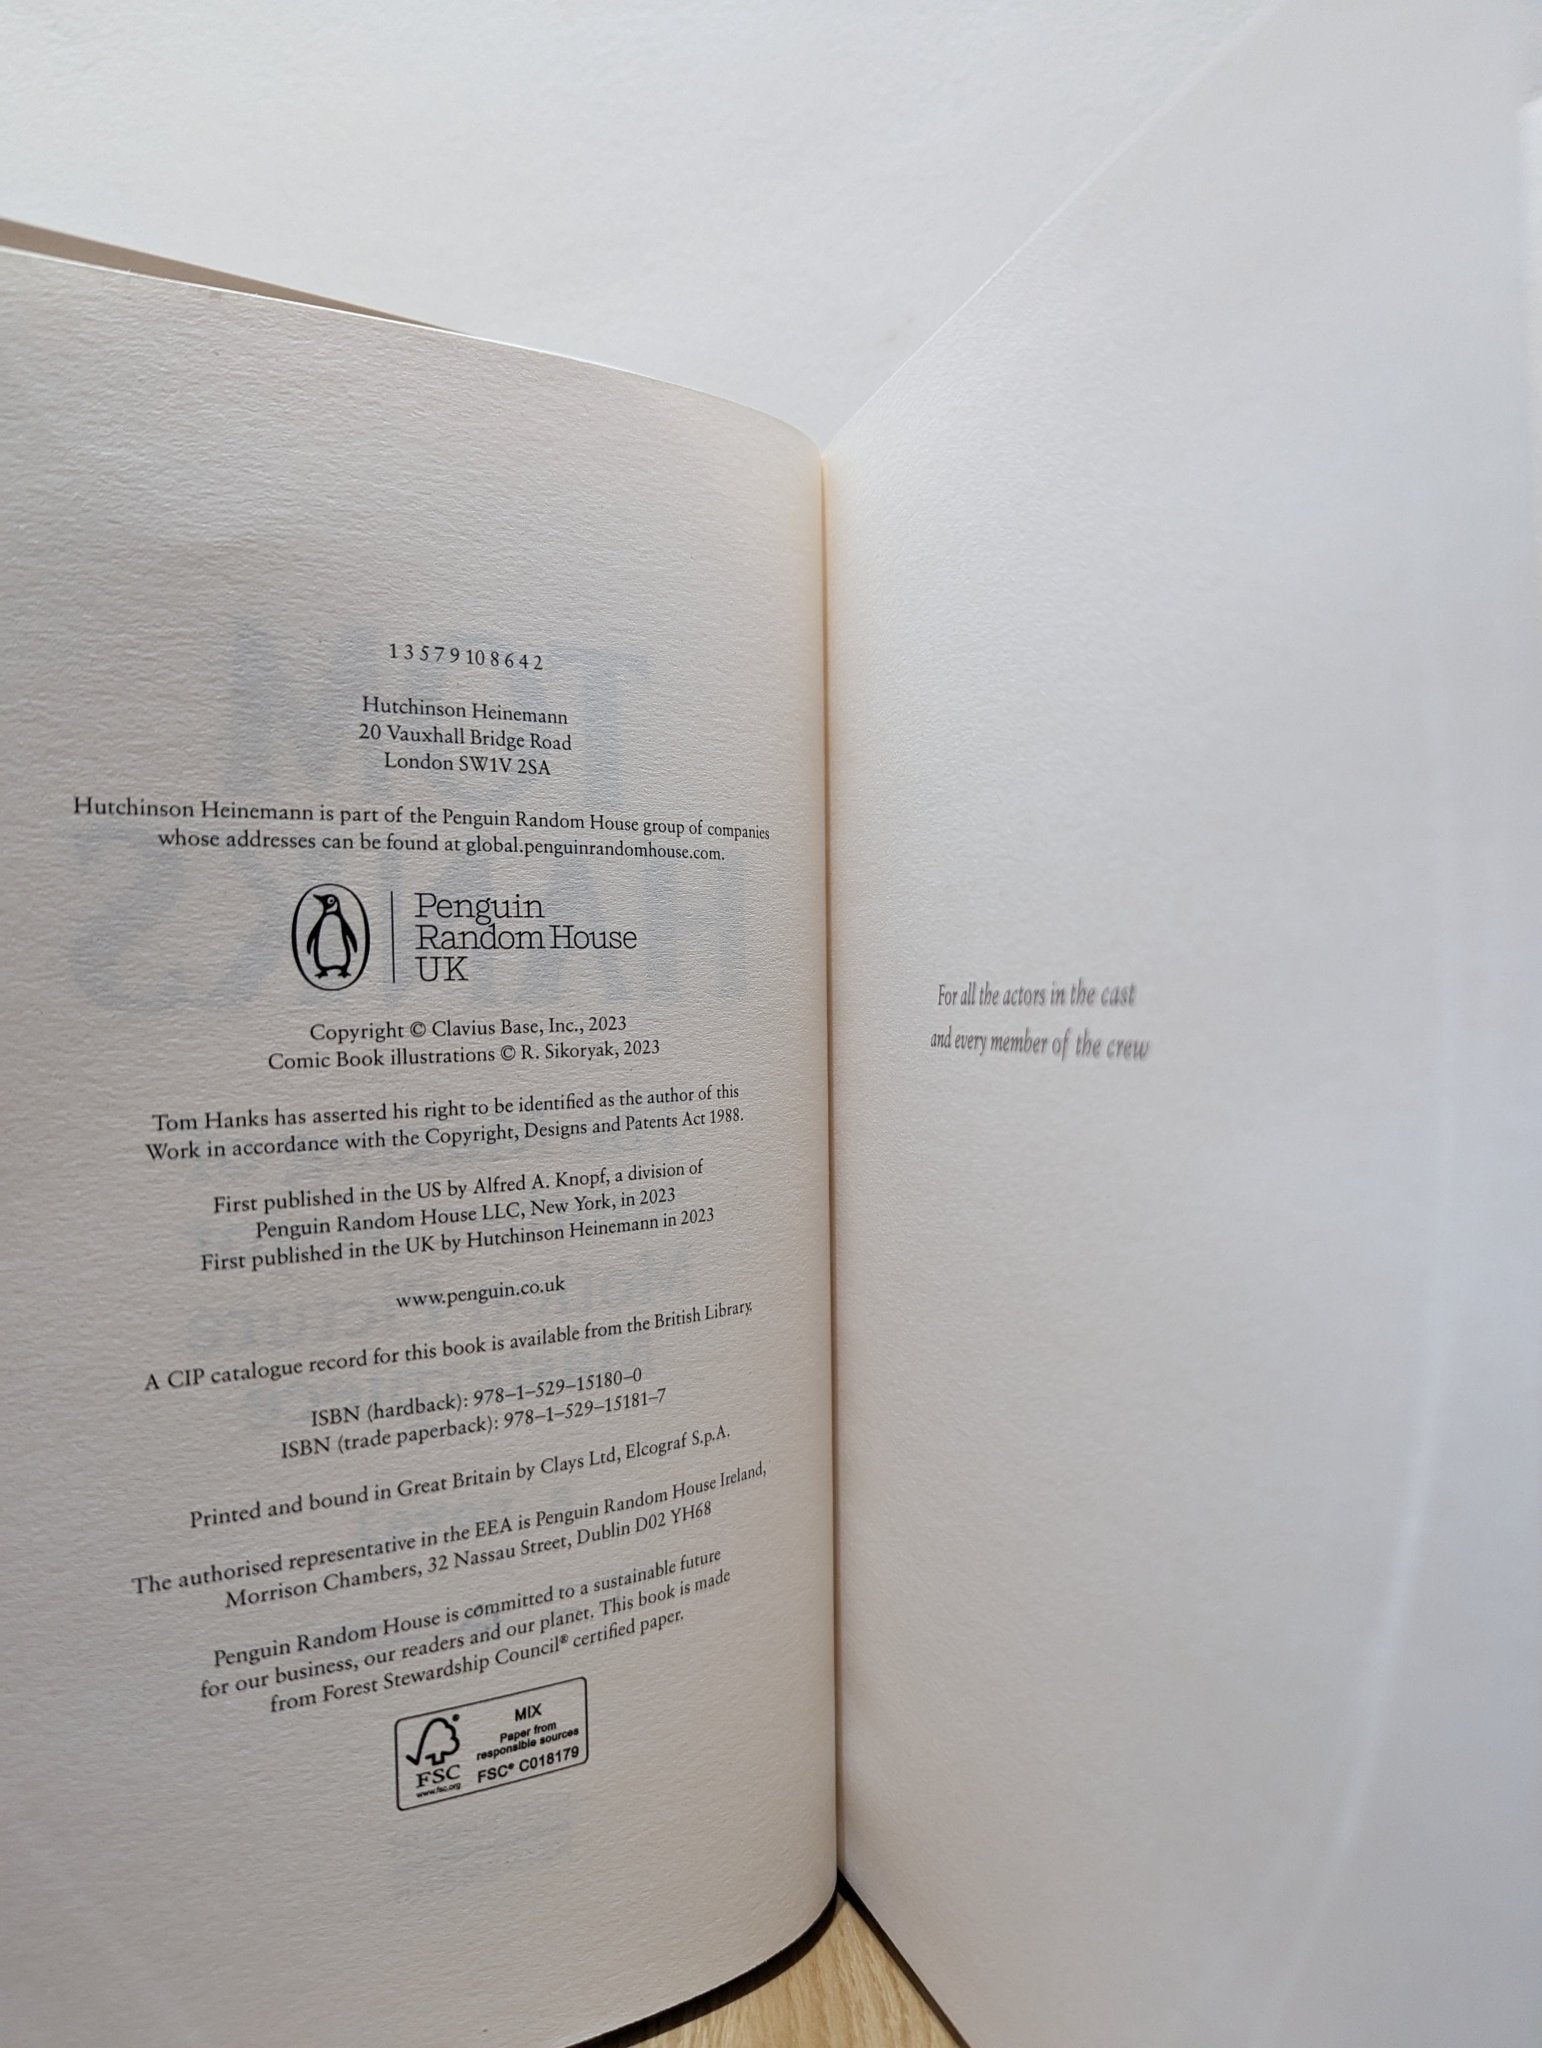 1 3 5 7 9 10 8 6 4 2
Hutchinson Heinemann
20 Vauxhall Bridge Road
London SW1V 2SA
Hutchinson Heinemann is part of the Penguin Random House group of companies
whose addresses can be found at global.penguinrandomhouse.com.
Penguin
Random House
UK
Copyright © Clavius Base, Inc., 2023
Comic Book illustrations © R. Sikoryak, 2023
Tom Hanks has asserted his right to be identified as the author of this
Work in accordance with the Copyright, Designs and Patents Act 1988.
First published in the US by Alfred A. Knopf, a division of
Penguin Random House LLC, New York, in 2023
First published in the UK by Hutchinson Heinemann in 2023
www.penguin.co.uk
A CIP catalogue record for this book is available from the British Library.
ISBN (hardback): 978–1–529–15180–0
ISBN (trade paperback): 978–1–529–15181–7
Printed and bound in Great Britain by Clays Ltd, Elcograf S.p.A.
The authorised representative in the EEA is Penguin Random House Ireland,
Morrison Chambers, 32 Nassau Street, Dublin D02 YH68
Penguin Random House is committed to a sustainable future
for our business, our readers and our planet. This book is made
from Forest Stewardship Council® certified paper.
FSC
www.fsc.org
MIX
Paper from
responsible sources
FSC® C018179
For all the actors in the cast
and every member of the crew